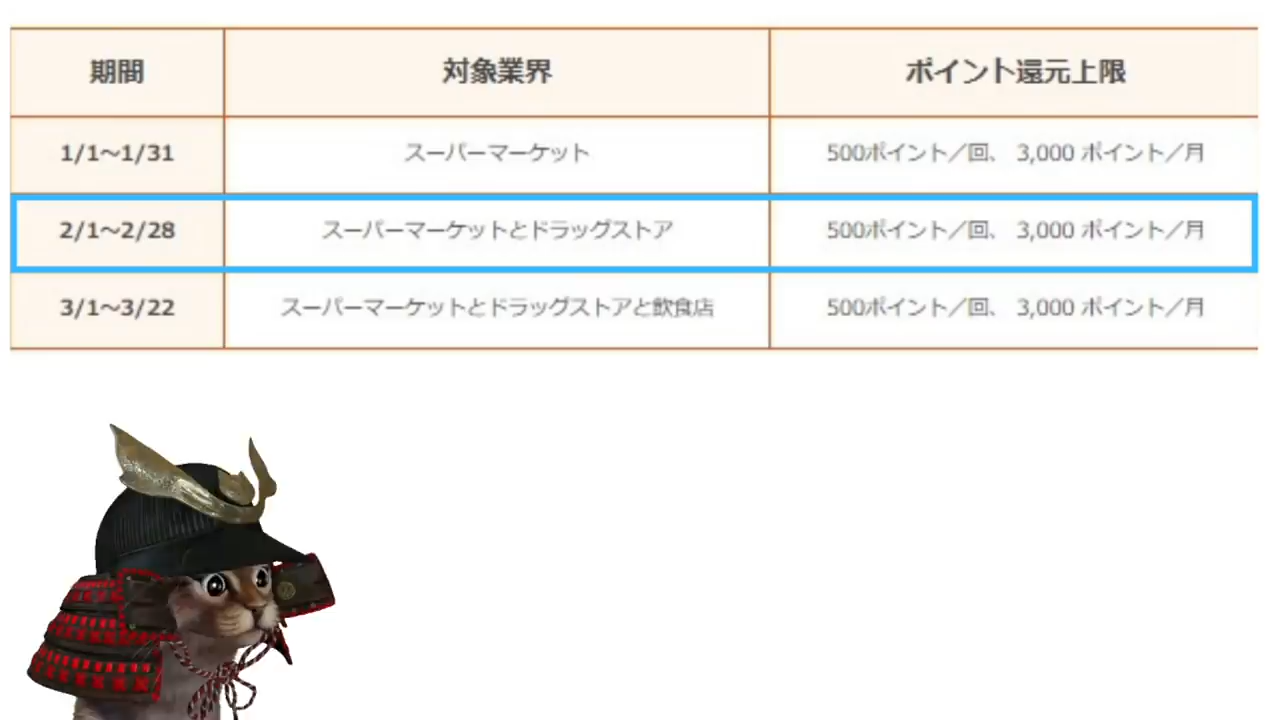 期間 対象業界 ポイント還元上限
1/1〜1/31 スーパーマーケット 500ポイント／回、 3,000 ポイント／月
2/1〜2/28 スーパーマーケットとドラッグストア 500ポイント／回、 3,000 ポイント／月
3/1〜3/22 スーパーマーケットとドラッグストアと飲食店 500ポイント／回、 3,000 ポイント／月